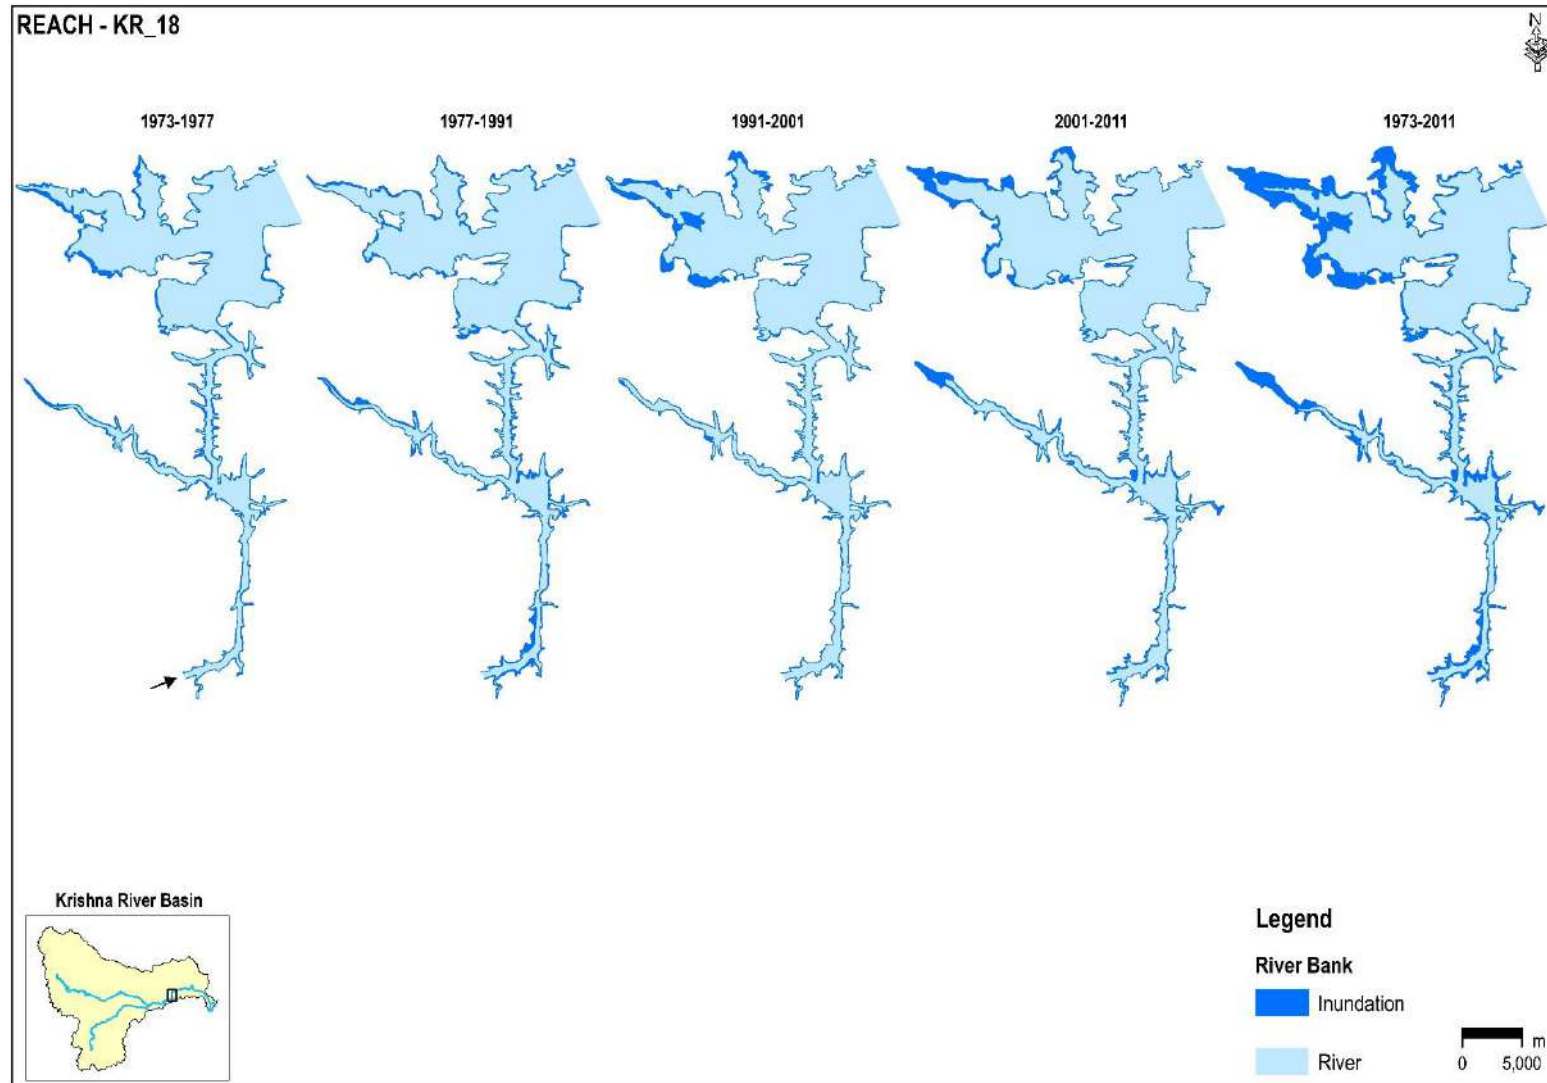 REACH - KR_18
N
1973-1977
1977-1991
1991-2001
2001-2011
1973-2011
Krishna River Basin
Legend
River Bank
Inundation
River
m
0
5,000